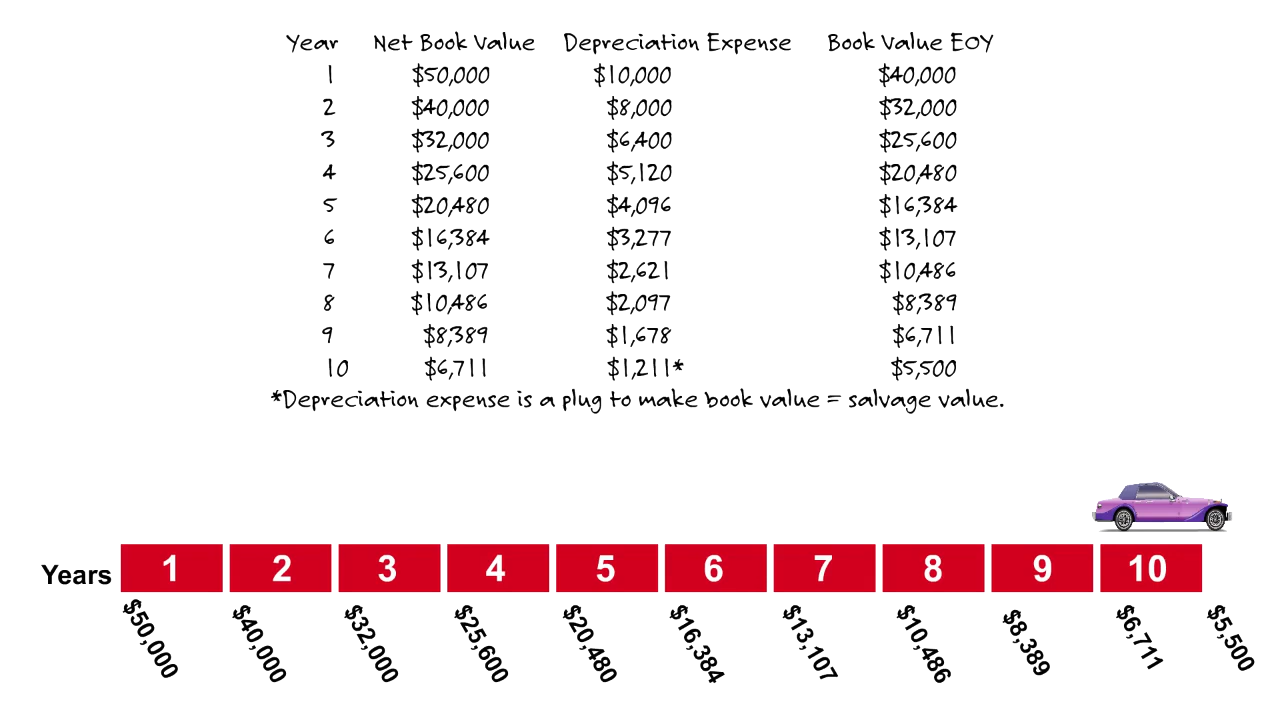 Year Net Book Value Depreciation Expense Book Value EOY
1 $50,000 $10,000 $40,000
2 $40,000 $8,000 $32,000
3 $32,000 $6,400 $25,600
4 $25,600 $5,120 $20,480
5 $20,480 $4,096 $16,384
6 $16,384 $3,277 $13,107
7 $13,107 $2,621 $10,486
8 $10,486 $2,097 $8,389
9 $8,389 $1,678 $6,711
10 $6,711 $1,211* $5,500
*Depreciation expense is a plug to make book value = salvage value.
Years 1 2 3 4 5 6 7 8 9 10
$50,000 $40,000 $32,000 $25,600 $20,480 $16,384 $13,107 $10,486 $8,389 $6,711 $5,500